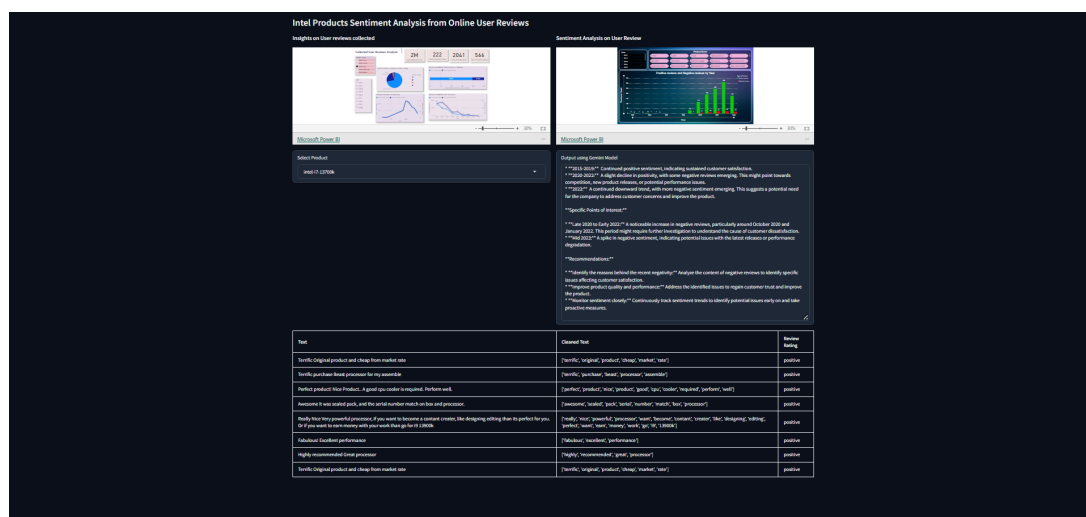 Intel Products Sentiment Analysis from Online User Reviews
Insights on User reviews collected
Sentiment Analysis on User Review
2M
222
2061
544
Microsoft Power BI
30%
Microsoft Power BI
30%
Select Product
Intel-i7-13700k
Output using Gemini Model
* **2015-2019:** Continued positive sentiment, indicating sustained customer satisfaction.
* **2020-2022:** A slight decline in positivity, with some negative reviews emerging. This might point towards
competition, new product releases, or potential performance issues.
* **2023:** A continued downward trend, with more negative sentiment emerging. This suggests a potential need
for the company to address customer concerns and improve the product.
**Specific Points of Interest:**
* **Late 2020 to Early 2022:** A noticeable increase in negative reviews, particularly around October 2020 and
January 2022. This period might require further investigation to understand the cause of customer dissatisfaction.
* **Mid 2023:** A spike in negative sentiment, indicating potential issues with the latest releases or performance
degradation.
**Recommendations:**
* **Identify the reasons behind the recent negativity:** Analyze the content of negative reviews to identify specific
issues affecting customer satisfaction.
* **Improve product quality and performance:** Address the identified issues to regain customer trust and improve
the product.
* **Monitor sentiment closely:** Continuously track sentiment trends to identify potential issues early on and take
proactive measures.
Text
Cleaned Text
Review
Rating
Terrific Original product and cheap from market rate
['terrific', 'original', 'product', 'cheap', 'market', 'rate']
positive
Terrific purchase Beast processor for my assemble
['terrific', 'purchase', 'beast', 'processor', 'assemble']
positive
Perfect product! Nice Product.. A good cpu cooler is required. Perform well.
['perfect', 'product', 'nice', 'product', 'good', 'cpu', 'cooler', 'required', 'perform', 'well']
positive
Awesome It was sealed pack, and the serial number match on box and processor.
['awesome', 'sealed', 'pack', 'serial', 'number', 'match', 'box', 'processor']
positive
Really Nice Very powerful processor, if you want to become a contant creater, like designing editing than its perfect for you.
Or if you want to earn money with your work than go for i9 13900k
['really', 'nice', 'powerful', 'processor', 'want', 'become', 'contant', 'creater', 'like', 'designing', 'editing',
'perfect', 'want', 'earn', 'money', 'work', 'go', 'i9', '13900k']
positive
Fabulous! Excellent performance
['fabulous', 'excellent', 'performance']
positive
Highly recommended Great processor
['highly', 'recommended', 'great', 'processor']
positive
Terrific Original product and cheap from market rate
['terrific', 'original', 'product', 'cheap', 'market', 'rate']
positive